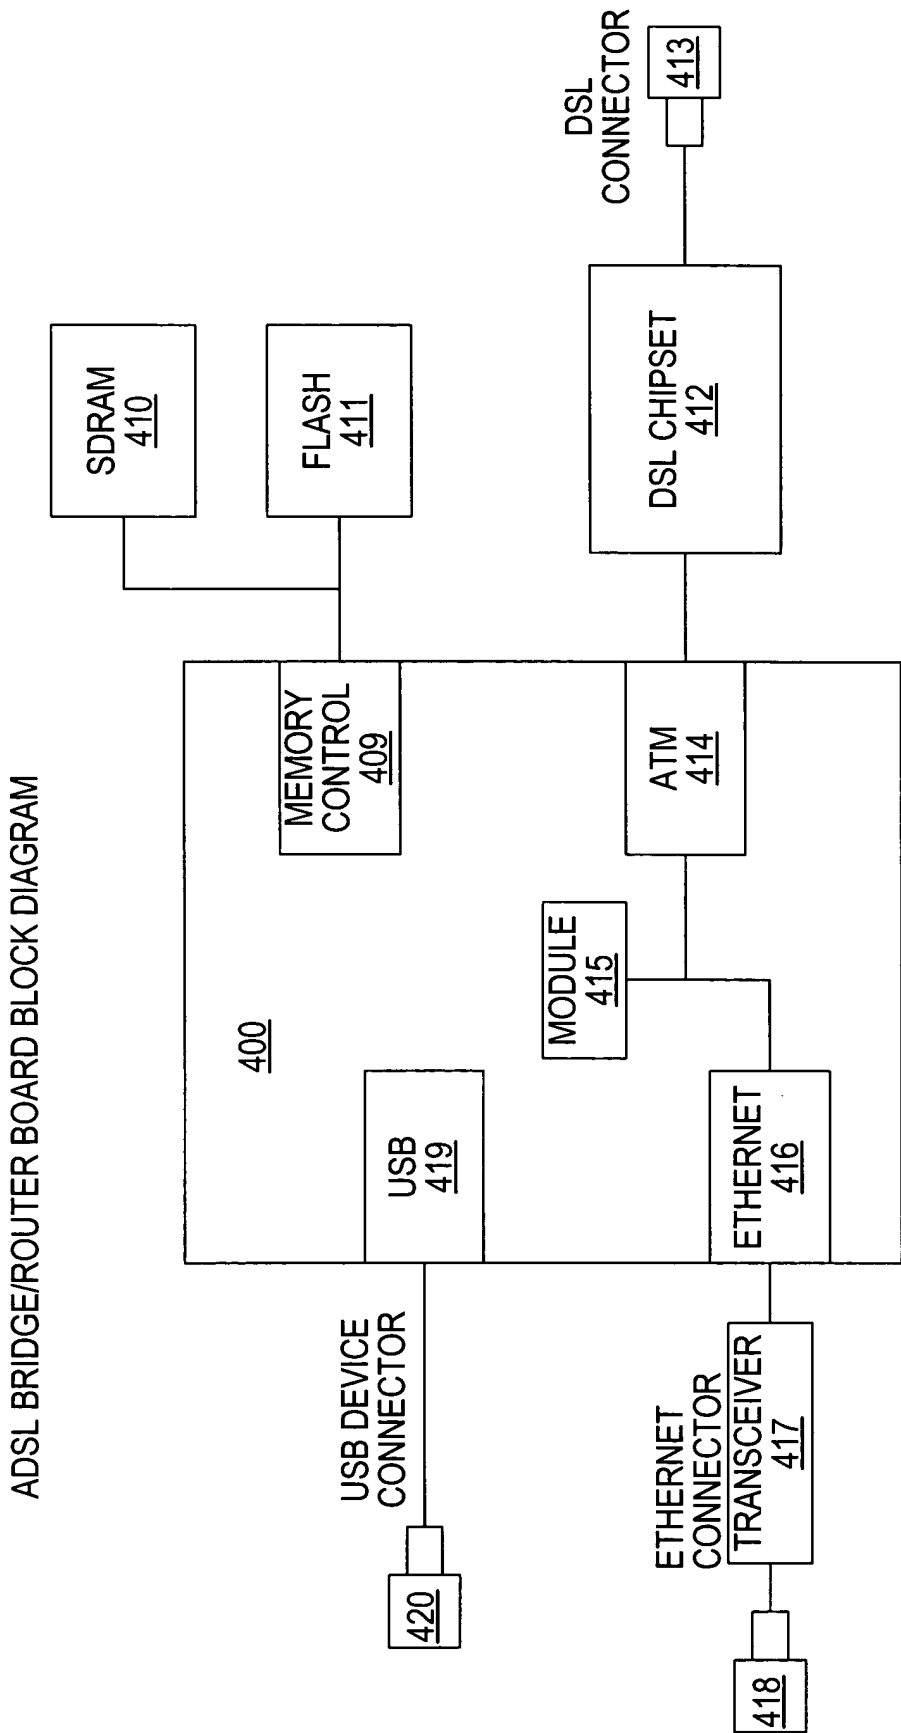 ADSL BRIDGE/ROUTER BOARD BLOCK DIAGRAM
SDRAM
410
FLASH
411
400
MEMORY
CONTROL
409
USB
419
USB DEVICE
CONNECTOR
420
DSL
CONNECTOR
413
DSL CHIPSET
412
ATM
414
MODULE
415
ETHERNET
416
ETHERNET
CONNECTOR
TRANSCEIVER
417
418